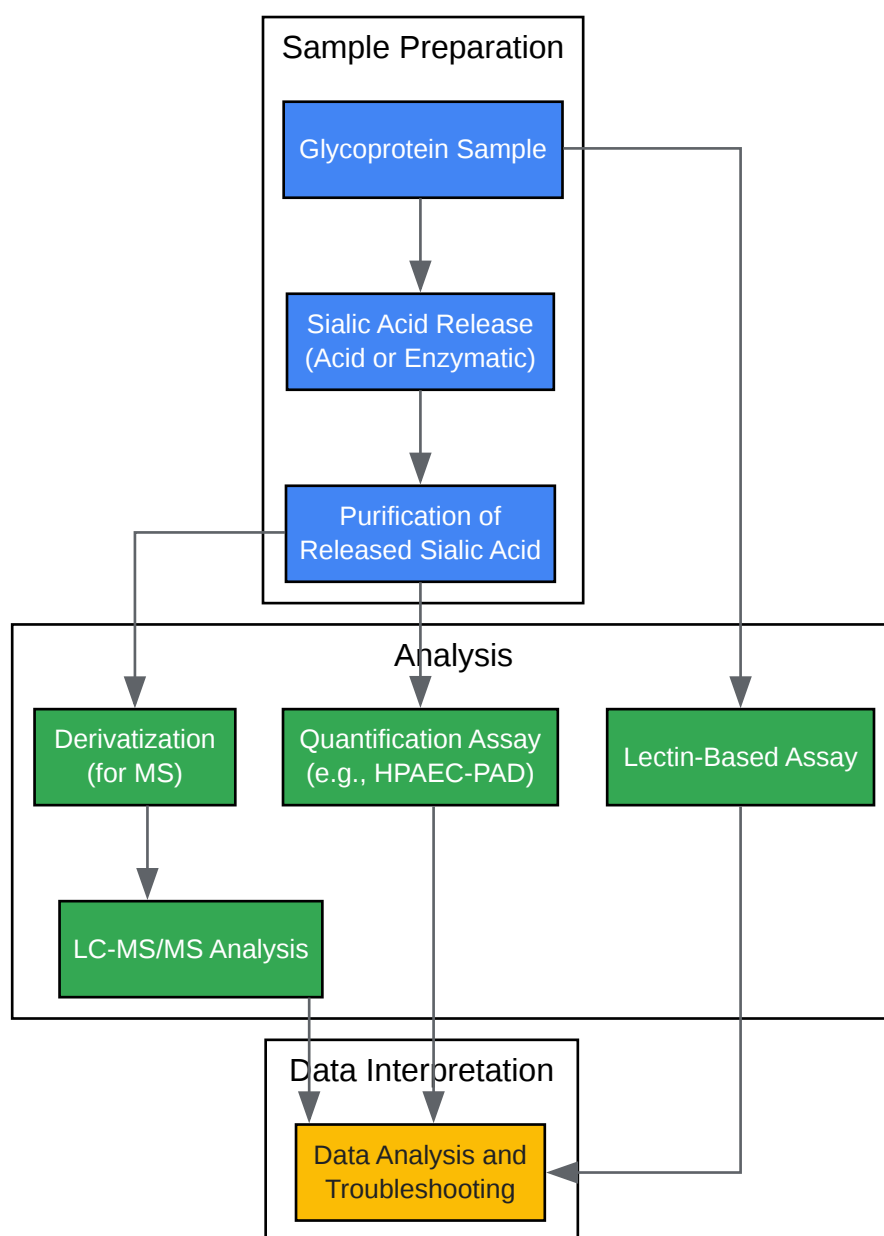 Sample Preparation
Glycoprotein Sample
Sialic Acid Release
(Acid or Enzymatic)
Purification of
Released Sialic Acid
Analysis
Derivatization
(for MS)
Quantification Assay
(e.g., HPAEC-PAD)
Lectin-Based Assay
LC-MS/MS Analysis
Data Interpretation
Data Analysis and
Troubleshooting